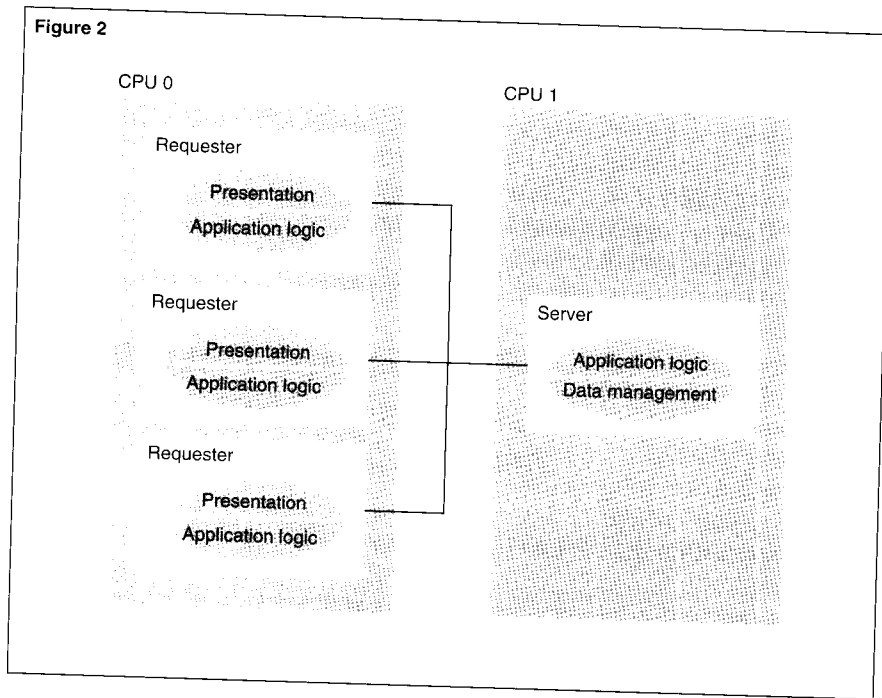 Figure 2
CPU 0
Requester
Presentation
Application logic
Requester
Presentation
Application logic
Requester
Presentation
Application logic
CPU 1
Server
Application logic
Data management